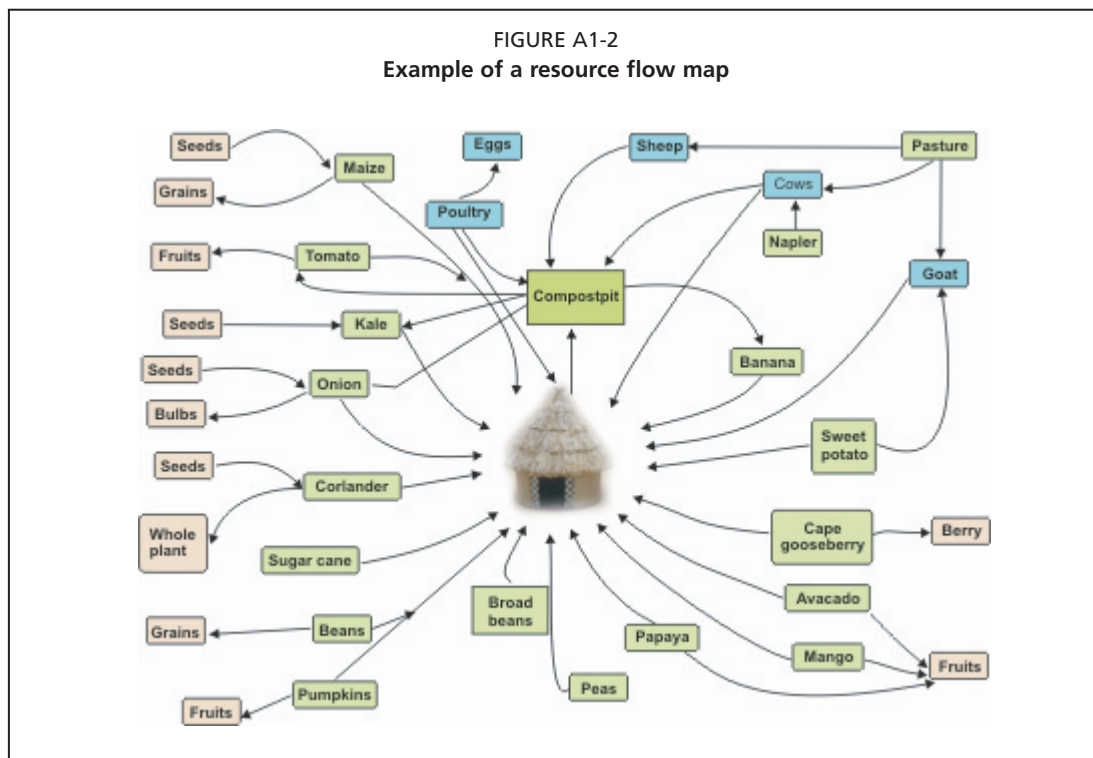 FIGURE A1-2
Example of a resource flow map
Seeds
Maize
Grains
Eggs
Poultry
Sheep
Pasture
Cows
Napler
Goat
Fruits
Tomato
Compostpit
Seeds
Kale
Banana
Seeds
Onion
Bulbs
Sweet
potato
Seeds
Corlander
Whole
plant
Sugar cane
Cape
gooseberry
Berry
Broad
beans
Avacado
Grains
Beans
Papaya
Mango
Fruits
Pumpkins
Peas
Fruits